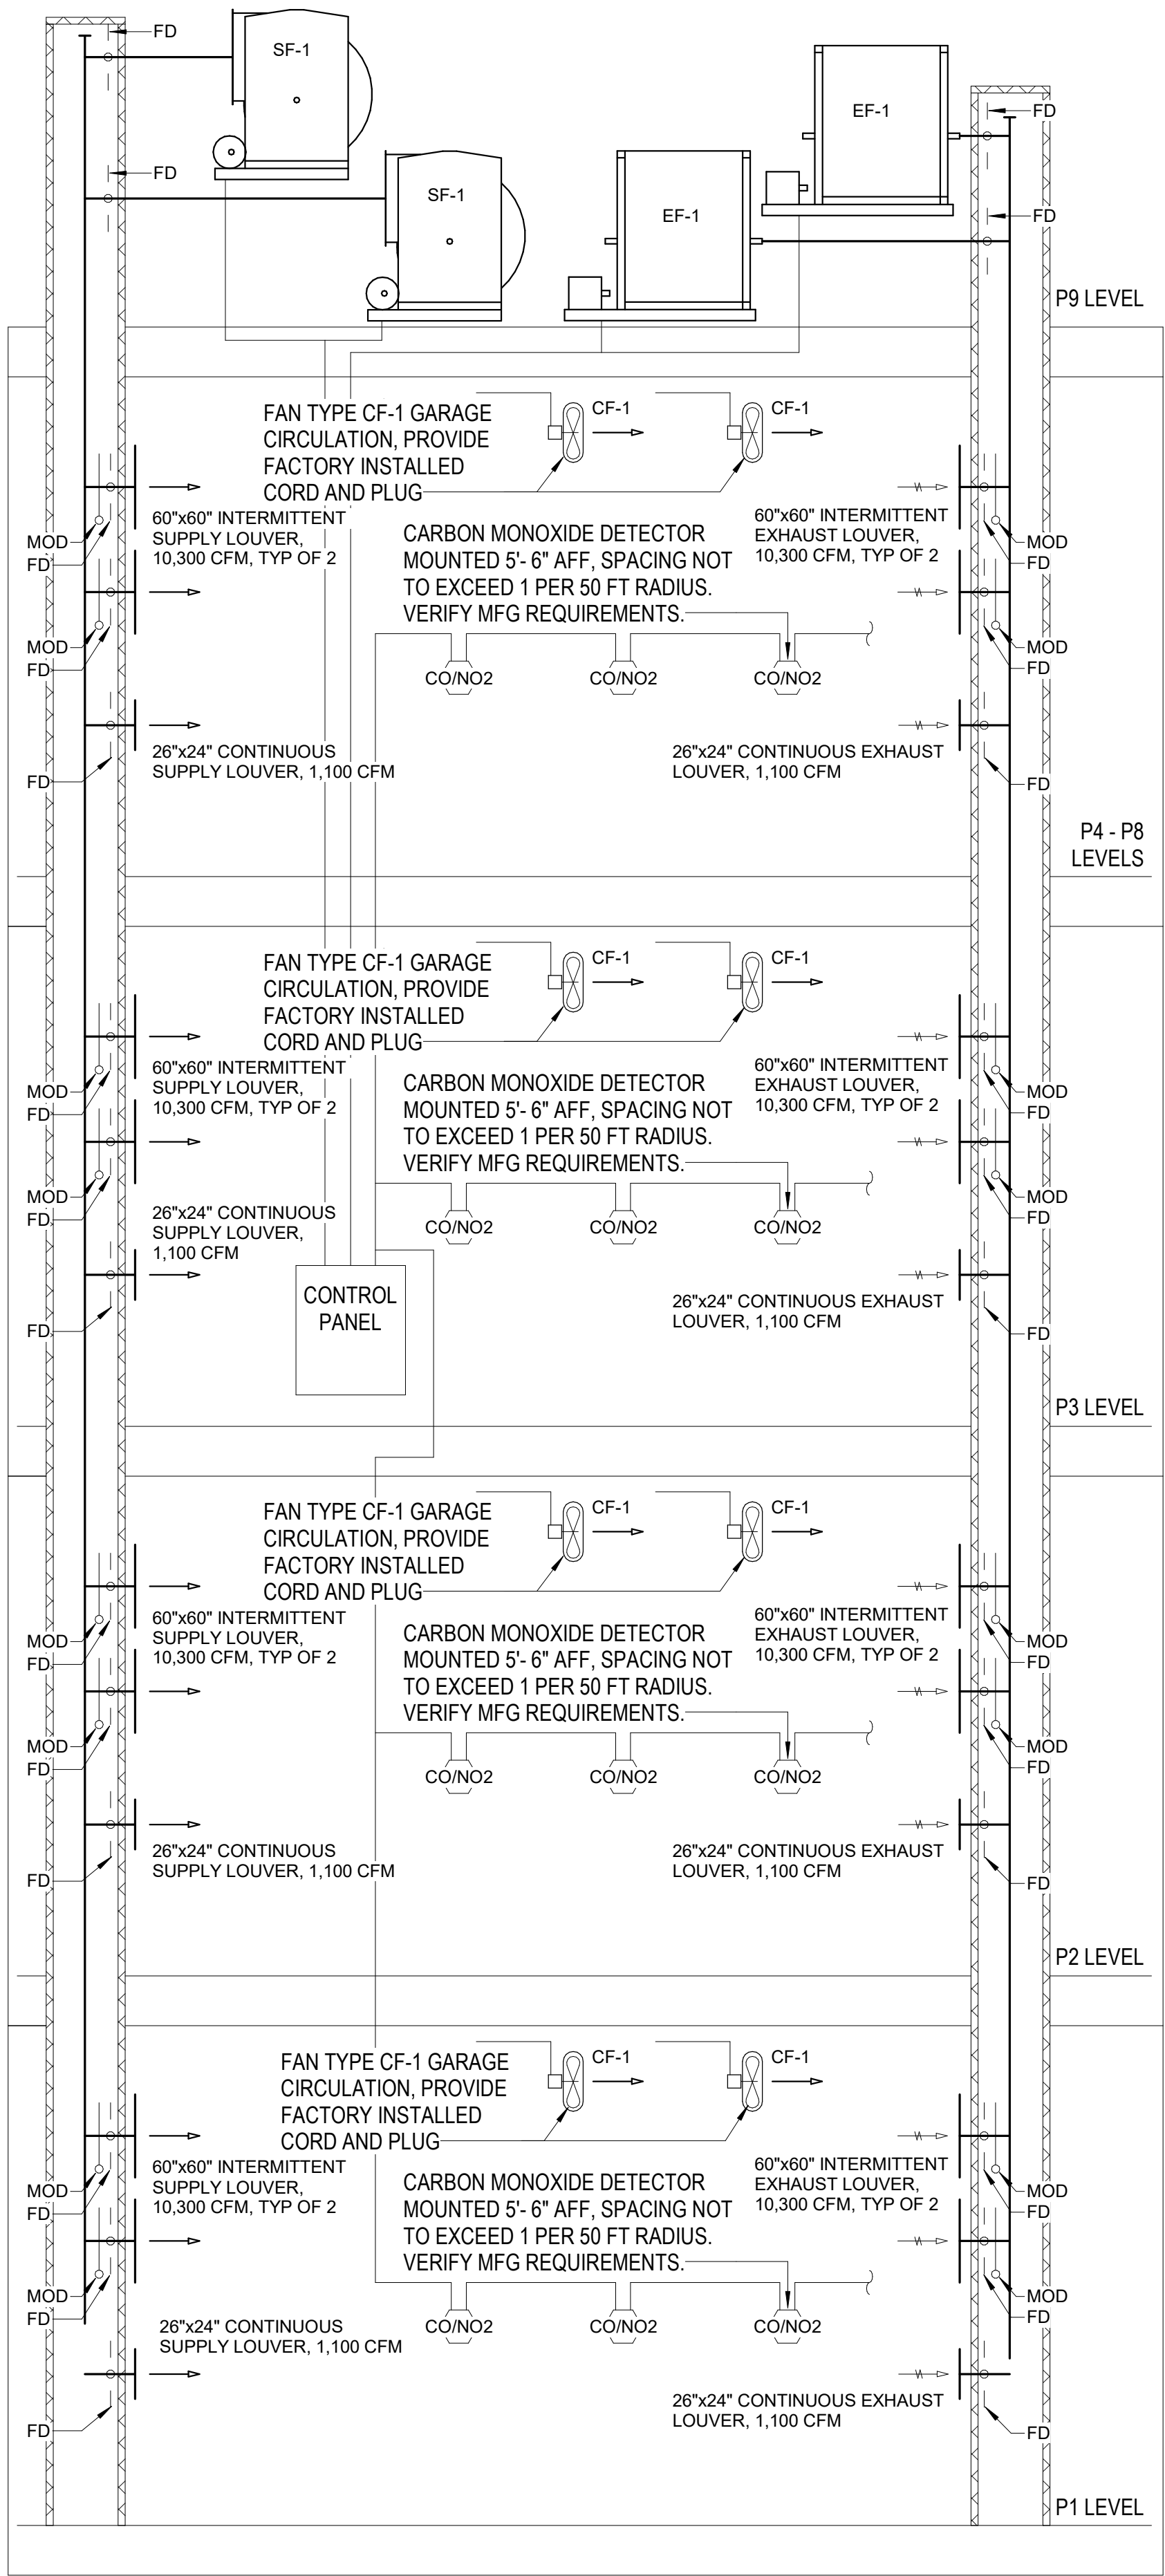 FD
SF-1
FD
SF-1
EF-1
FD
EF-1
FD
P9 LEVEL
FAN TYPE CF-1 GARAGE
CIRCULATION, PROVIDE
FACTORY INSTALLED
CORD AND PLUG
CF-1
CF-1
60"x60" INTERMITTENT
SUPPLY LOUVER,
10,300 CFM, TYP OF 2
MOD
FD
MOD
FD
CARBON MONOXIDE DETECTOR
MOUNTED 5'- 6" AFF, SPACING NOT
TO EXCEED 1 PER 50 FT RADIUS.
VERIFY MFG REQUIREMENTS.
60"x60" INTERMITTENT
EXHAUST LOUVER,
10,300 CFM, TYP OF 2
MOD
FD
MOD
FD
CO/NO2
CO/NO2
CO/NO2
26"x24" CONTINUOUS
SUPPLY LOUVER, 1,100 CFM
FD
26"x24" CONTINUOUS EXHAUST
LOUVER, 1,100 CFM
FD
P4 - P8
LEVELS
FAN TYPE CF-1 GARAGE
CIRCULATION, PROVIDE
FACTORY INSTALLED
CORD AND PLUG
CF-1
CF-1
60"x60" INTERMITTENT
SUPPLY LOUVER,
10,300 CFM, TYP OF 2
MOD
FD
MOD
FD
CARBON MONOXIDE DETECTOR
MOUNTED 5'- 6" AFF, SPACING NOT
TO EXCEED 1 PER 50 FT RADIUS.
VERIFY MFG REQUIREMENTS.
60"x60" INTERMITTENT
EXHAUST LOUVER,
10,300 CFM, TYP OF 2
MOD
FD
MOD
FD
CO/NO2
CO/NO2
CO/NO2
26"x24" CONTINUOUS
SUPPLY LOUVER,
1,100 CFM
FD
CONTROL
PANEL
26"x24" CONTINUOUS EXHAUST
LOUVER, 1,100 CFM
FD
P3 LEVEL
FAN TYPE CF-1 GARAGE
CIRCULATION, PROVIDE
FACTORY INSTALLED
CORD AND PLUG
CF-1
CF-1
60"x60" INTERMITTENT
SUPPLY LOUVER,
10,300 CFM, TYP OF 2
MOD
FD
MOD
FD
CARBON MONOXIDE DETECTOR
MOUNTED 5'- 6" AFF, SPACING NOT
TO EXCEED 1 PER 50 FT RADIUS.
VERIFY MFG REQUIREMENTS.
60"x60" INTERMITTENT
EXHAUST LOUVER,
10,300 CFM, TYP OF 2
MOD
FD
MOD
FD
CO/NO2
CO/NO2
CO/NO2
26"x24" CONTINUOUS
SUPPLY LOUVER, 1,100 CFM
FD
26"x24" CONTINUOUS EXHAUST
LOUVER, 1,100 CFM
FD
P2 LEVEL
FAN TYPE CF-1 GARAGE
CIRCULATION, PROVIDE
FACTORY INSTALLED
CORD AND PLUG
CF-1
CF-1
60"x60" INTERMITTENT
SUPPLY LOUVER,
10,300 CFM, TYP OF 2
MOD
FD
MOD
FD
CARBON MONOXIDE DETECTOR
MOUNTED 5'- 6" AFF, SPACING NOT
TO EXCEED 1 PER 50 FT RADIUS.
VERIFY MFG REQUIREMENTS.
60"x60" INTERMITTENT
EXHAUST LOUVER,
10,300 CFM, TYP OF 2
MOD
FD
MOD
FD
CO/NO2
CO/NO2
CO/NO2
26"x24" CONTINUOUS
SUPPLY LOUVER, 1,100 CFM
FD
26"x24" CONTINUOUS EXHAUST
LOUVER, 1,100 CFM
FD
P1 LEVEL